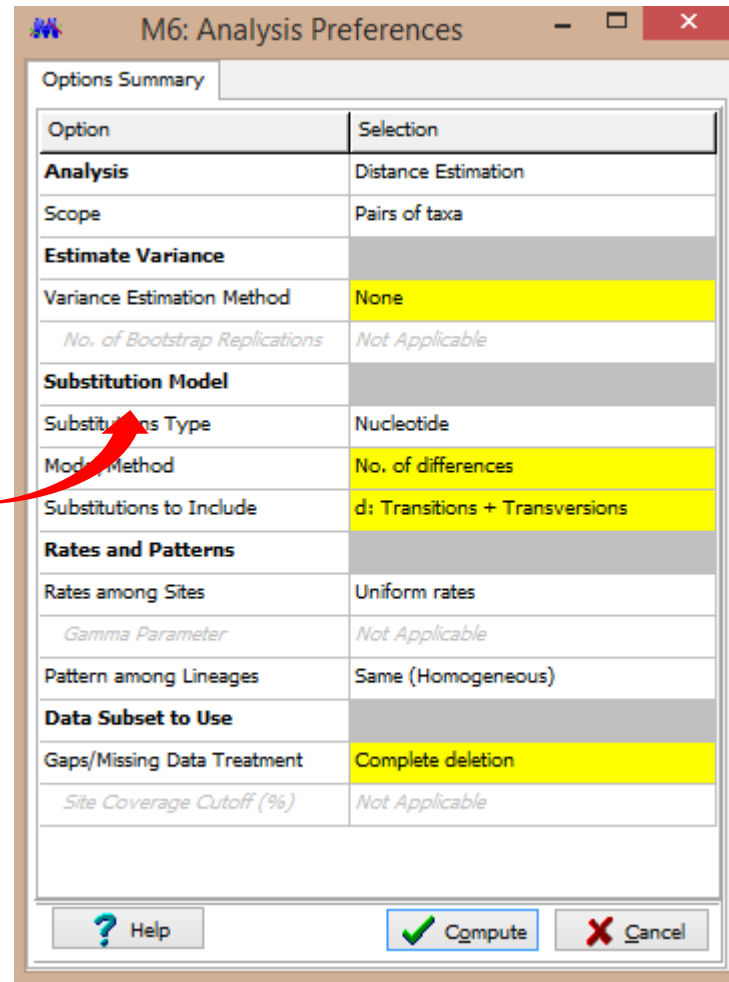 M6: Analysis Preferences
Options Summary
Option Selection
Analysis Distance Estimation
Scope Pairs of taxa
Estimate Variance
Variance Estimation Method None
No. of Bootstrap Replications Not Applicable
Substitution Model
Substitutions Type Nucleotide
Model/Method No. of differences
Substitutions to Include d: Transitions + Transversions
Rates and Patterns
Rates among Sites Uniform rates
Gamma Parameter Not Applicable
Pattern among Lineages Same (Homogeneous)
Data Subset to Use
Gaps/Missing Data Treatment Complete deletion
Site Coverage Cutoff (%) Not Applicable
Help Compute Cancel